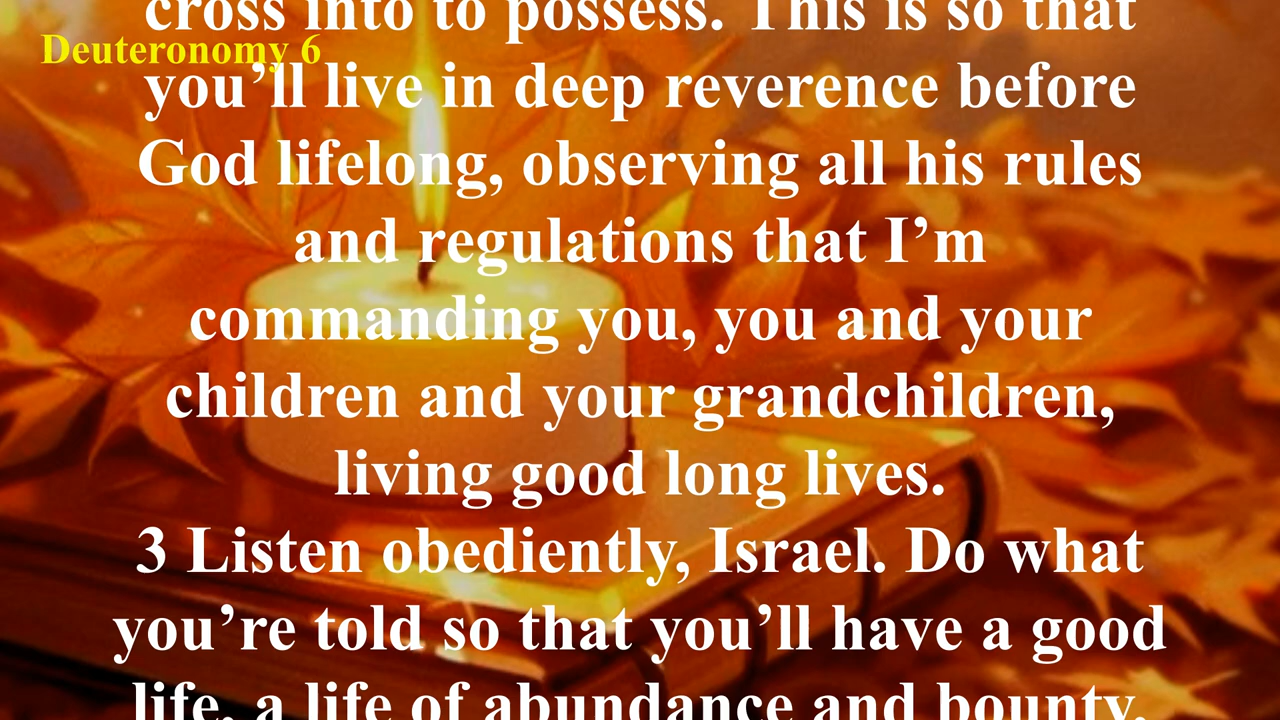 cross into to possess. This is so that
Deuteronomy 6
you’ll live in deep reverence before
God lifelong, observing all his rules
and regulations that I’m
commanding you, you and your
children and your grandchildren,
living good long lives.
3 Listen obediently, Israel. Do what
you’re told so that you’ll have a good
life, a life of abundance and bounty,